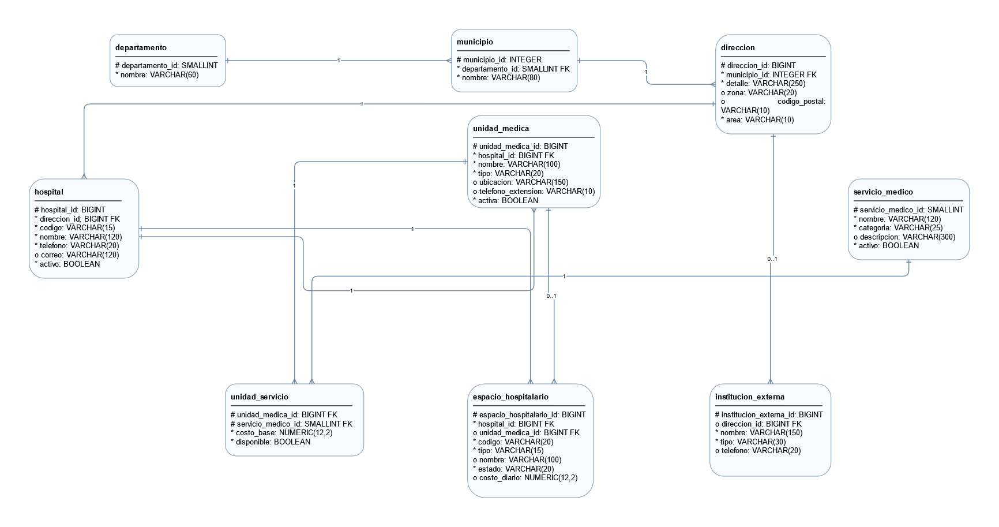 departamento
# departamento_id: SMALLINT
* nombre: VARCHAR(60)
1
municipio
# municipio_id: INTEGER
* departamento_id: SMALLINT FK
* nombre: VARCHAR(80)
1
direccion
# direccion_id: BIGINT
* municipio_id: INTEGER FK
* detalle: VARCHAR(250)
o zona: VARCHAR(20)
o codigo_postal:
VARCHAR(10)
* area: VARCHAR(10)
1
unidad_medica
# unidad_medica_id: BIGINT
* hospital_id: BIGINT FK
* nombre: VARCHAR(100)
* tipo: VARCHAR(20)
o ubicacion: VARCHAR(150)
o telefono_extension: VARCHAR(10)
* activa: BOOLEAN
1
hospital
# hospital_id: BIGINT
* direccion_id: BIGINT FK
* codigo: VARCHAR(15)
* nombre: VARCHAR(120)
* telefono: VARCHAR(20)
o correo: VARCHAR(120)
* activo: BOOLEAN
servicio_medico
# servicio_medico_id: SMALLINT
* nombre: VARCHAR(120)
* categoria: VARCHAR(25)
o descripcion: VARCHAR(300)
* activo: BOOLEAN
1
0..1
1
1
0..1
unidad_servicio
# unidad_medica_id: BIGINT FK
# servicio_medico_id: SMALLINT FK
* costo_base: NUMERIC(12,2)
* disponible: BOOLEAN
espacio_hospitalario
# espacio_hospitalario_id: BIGINT
* hospital_id: BIGINT FK
o unidad_medica_id: BIGINT FK
* codigo: VARCHAR(20)
* tipo: VARCHAR(15)
o nombre: VARCHAR(100)
* estado: VARCHAR(20)
o costo_diario: NUMERIC(12,2)
institucion_externa
# institucion_externa_id: BIGINT
o direccion_id: BIGINT FK
* nombre: VARCHAR(150)
* tipo: VARCHAR(30)
o telefono: VARCHAR(20)